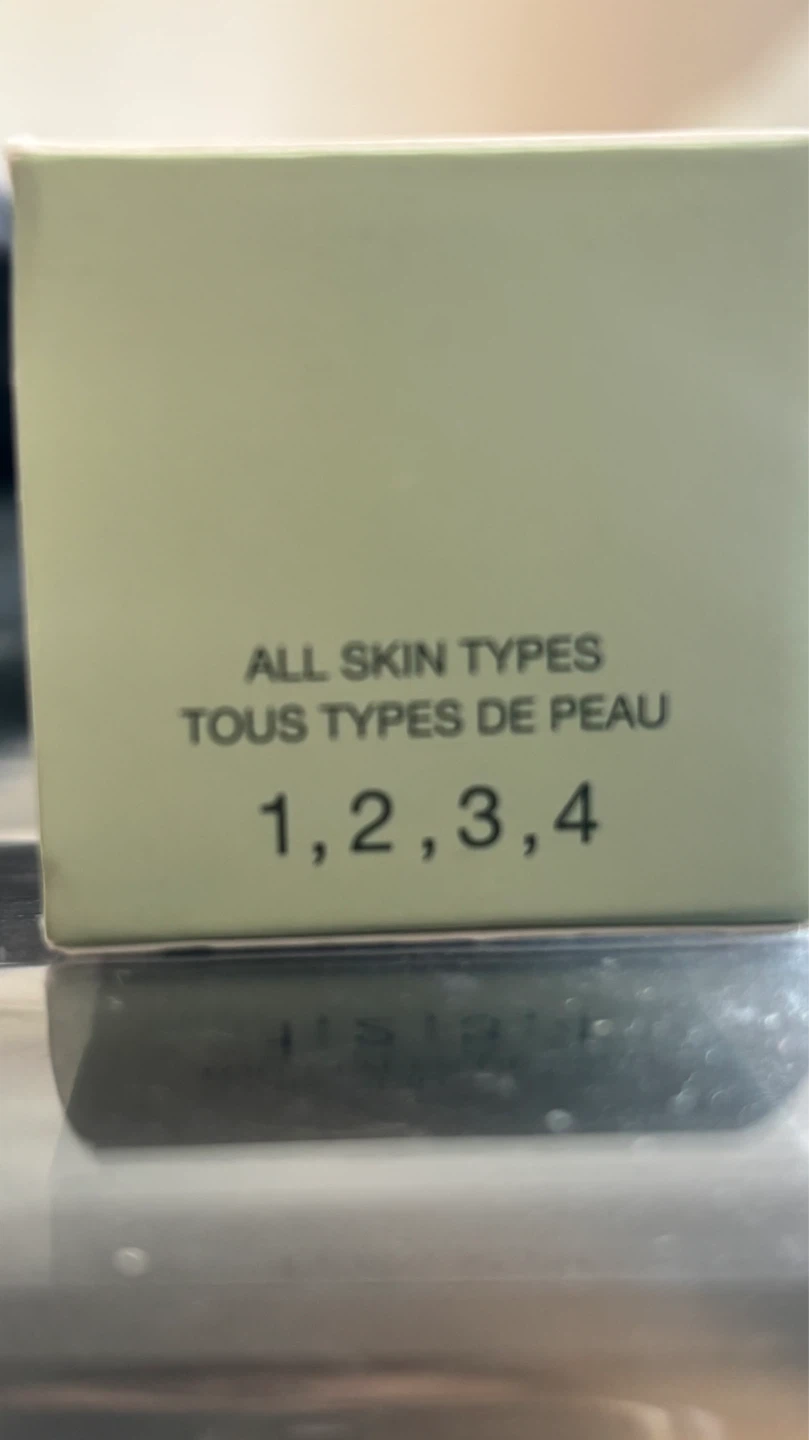 ALL SKIN TYPES
TOUS TYPES DE PEAU
1,2,3,4